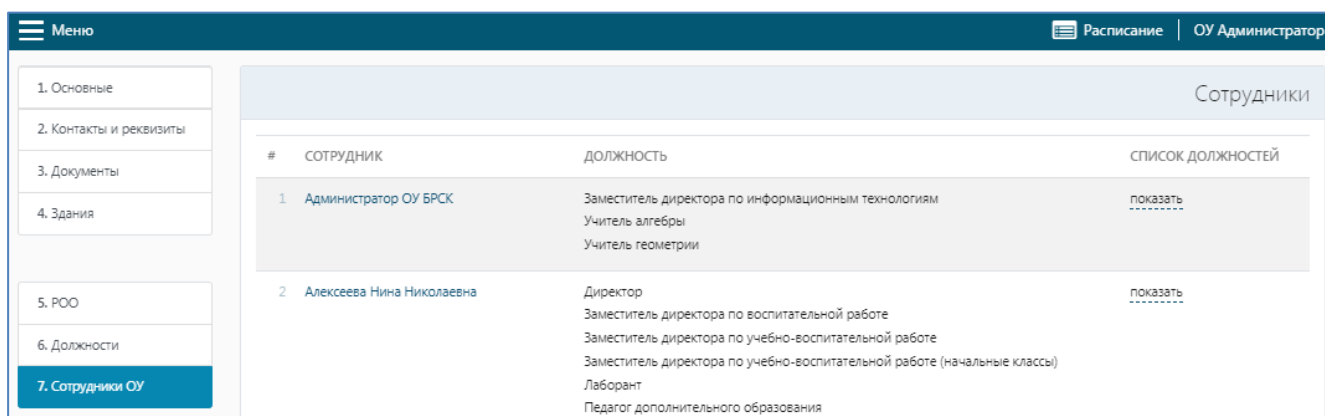 Меню
Расписание
ОУ Администратор
1. Основные
2. Контакты и реквизиты
3. Документы
4. Здания
5. РОО
6. Должности
7. Сотрудники ОУ
Сотрудники
# СОТРУДНИК ДОЛЖНОСТЬ СПИСОК ДОЛЖНОСТЕЙ
1 Администратор ОУ БРСК Заместитель директора по информационным технологиям показать
Учитель алгебры
Учитель геометрии
2 Алексеева Нина Николаевна Директор показать
Заместитель директора по воспитательной работе
Заместитель директора по учебно-воспитательной работе
Заместитель директора по учебно-воспитательной работе (начальные классы)
Лаборант
Педагог дополнительного образования